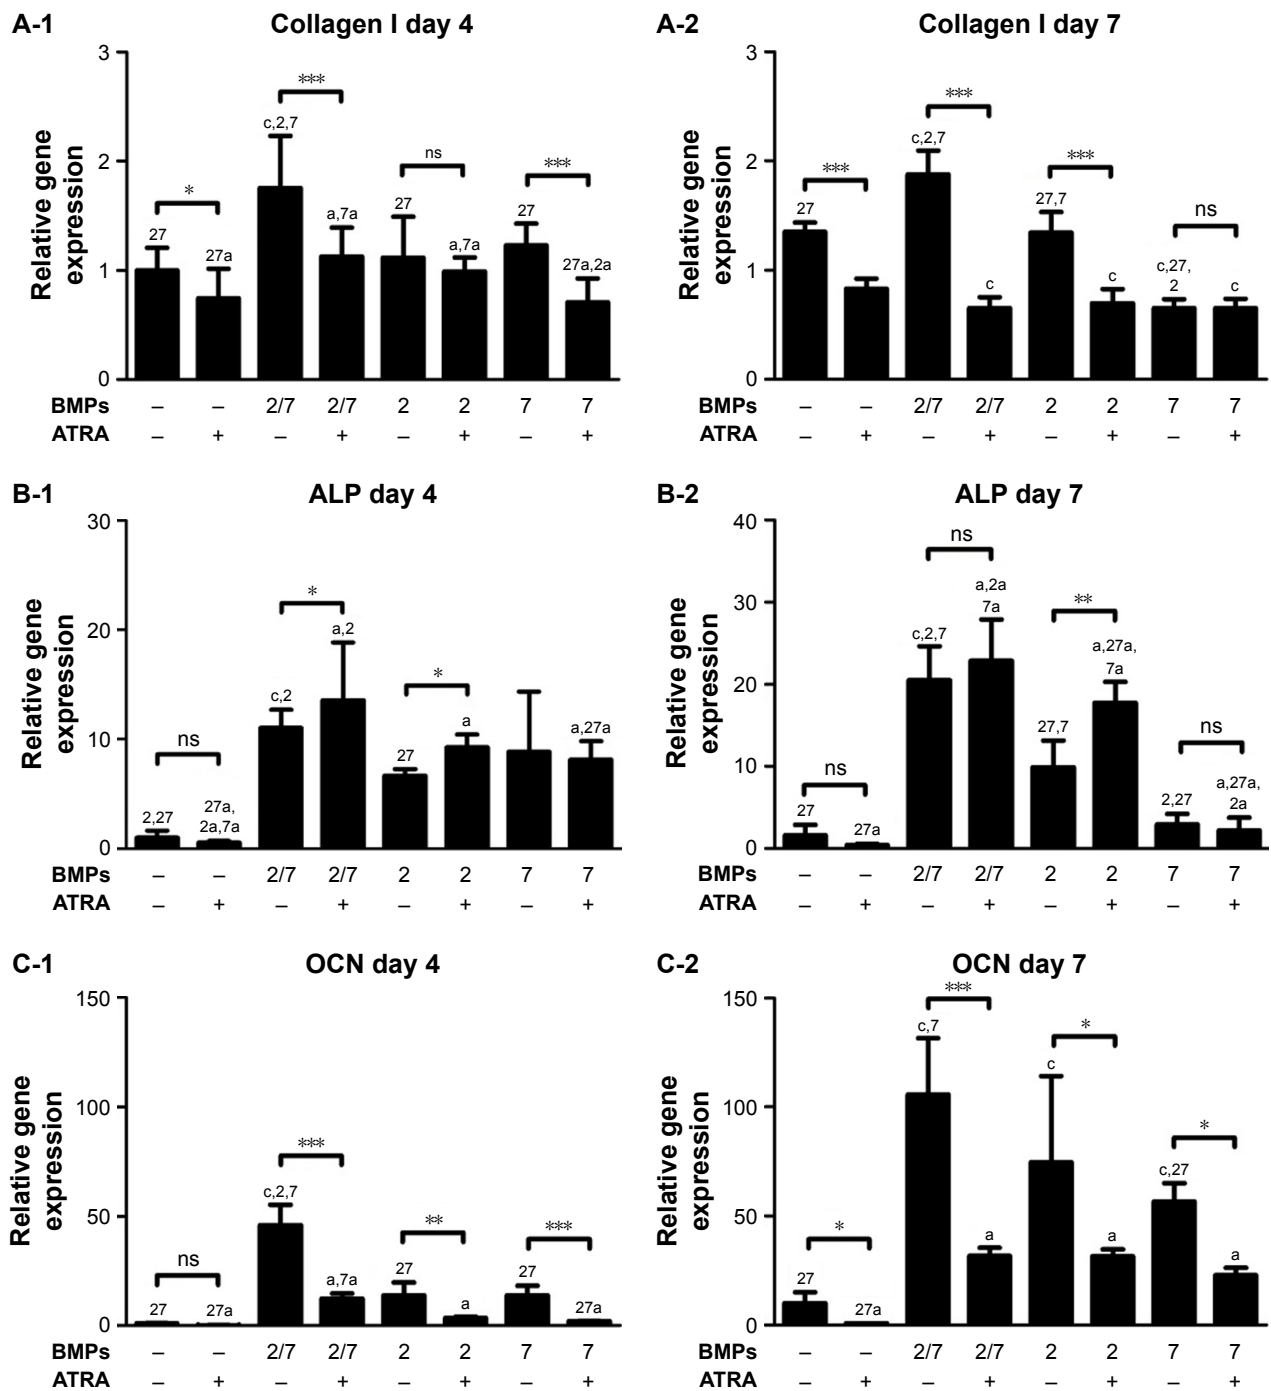 A-1 Collagen I day 4
3
2
1
0
Relative gene
expression
27
*
27a
c,2,7
***
a,7a
27
ns
a,7a
27
***
27a,2a
BMPs – – 2/7 2/7 2 2 7 7
ATRA – + – + – + – +
A-2 Collagen I day 7
3
2
1
0
Relative gene
expression
27
***
c,2,7
***
c
27,7
***
c
c,27,
2
ns
c
BMPs – – 2/7 2/7 2 2 7 7
ATRA – + – + – + – +
B-1 ALP day 4
30
20
10
0
Relative gene
expression
2,27
ns
27a,
2a,7a
c,2
*
a,2
27
*
a
a,27a
BMPs – – 2/7 2/7 2 2 7 7
ATRA – + – + – + – +
B-2 ALP day 7
40
30
20
10
0
Relative gene
expression
27
ns
27a
c,2,7
ns
a,2a
7a
27,7
**
a,27a,
7a
2,27
ns
a,27a,
2a
BMPs – – 2/7 2/7 2 2 7 7
ATRA – + – + – + – +
C-1 OCN day 4
150
100
50
0
Relative gene
expression
27
ns
27a
c,2,7
***
a,7a
27
**
a
27
***
27a
BMPs – – 2/7 2/7 2 2 7 7
ATRA – + – + – + – +
C-2 OCN day 7
150
100
50
0
Relative gene
expression
27
*
27a
c,7
***
a
c
*
a
c,27
*
a
BMPs – – 2/7 2/7 2 2 7 7
ATRA – + – + – + – +